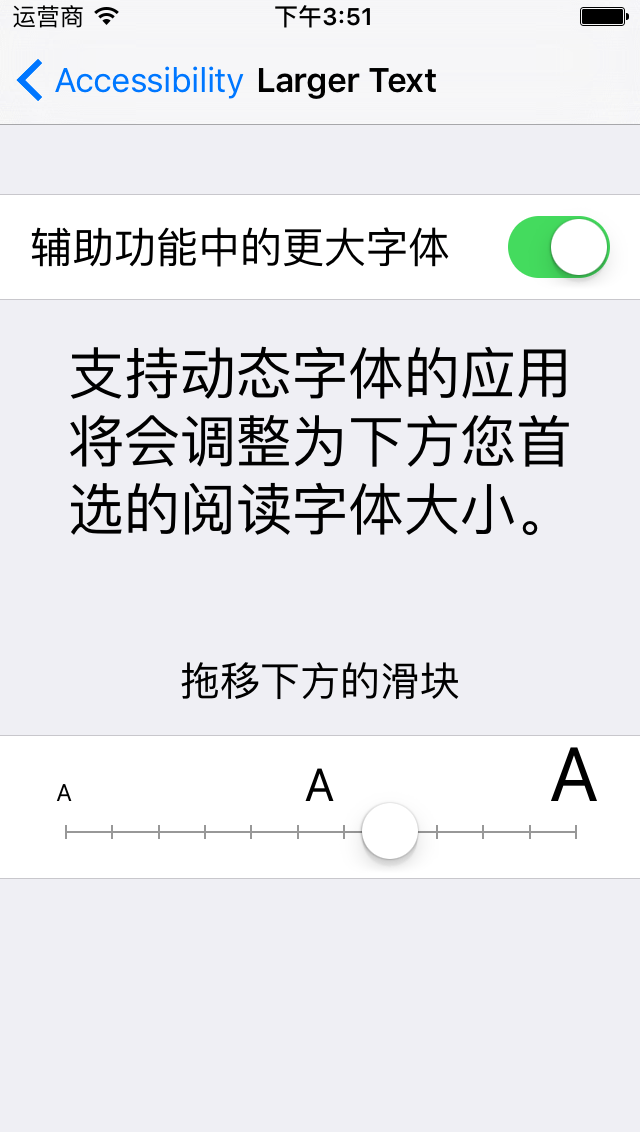 运营商 下午3:51
Accessibility Larger Text
辅助功能中的更大字体
支持动态字体的应用
将会调整为下方您首
选的阅读字体大小。
拖移下方的滑块
A A A